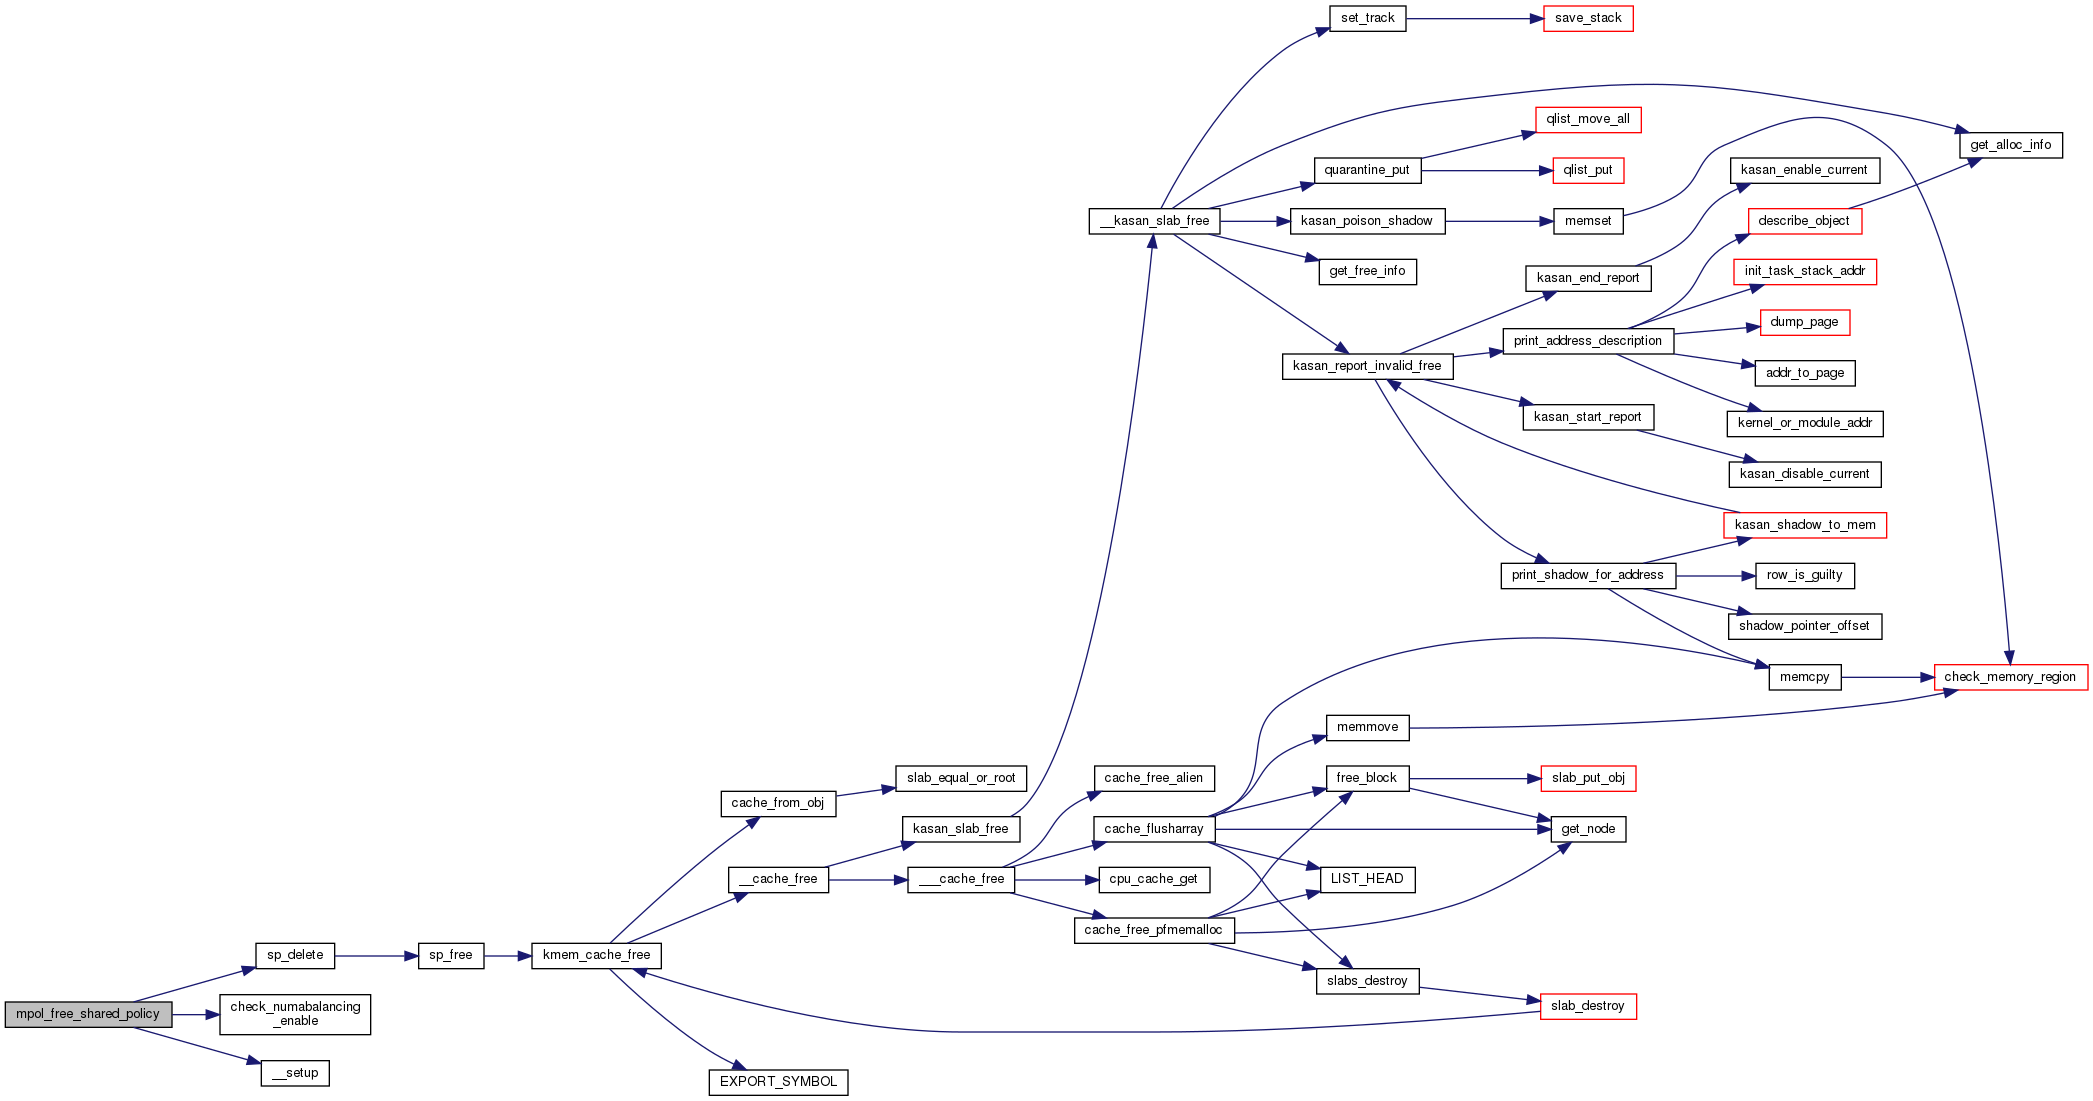 set_track
save_stack
qlist_move_all
get_alloc_info
quarantine_put
qlist_put
kasan_enable_current
__kasan_slab_free
kasan_poison_shadow
memset
describe_object
get_free_info
kasan_end_report
init_task_stack_addr
dump_page
print_address_description
kasan_report_invalid_free
addr_to_page
kasan_start_report
kernel_or_module_addr
kasan_disable_current
kasan_shadow_to_mem
print_shadow_for_address
row_is_guilty
shadow_pointer_offset
memcpy
check_memory_region
memmove
slab_equal_or_root
cache_free_alien
free_block
slab_put_obj
cache_from_obj
kasan_slab_free
cache_flusharray
get_node
__cache_free
___cache_free
cpu_cache_get
LIST_HEAD
cache_free_pfmemalloc
sp_delete
sp_free
kmem_cache_free
slabs_destroy
slab_destroy
mpol_free_shared_policy
check_numabalancing
_enable
__setup
EXPORT_SYMBOL